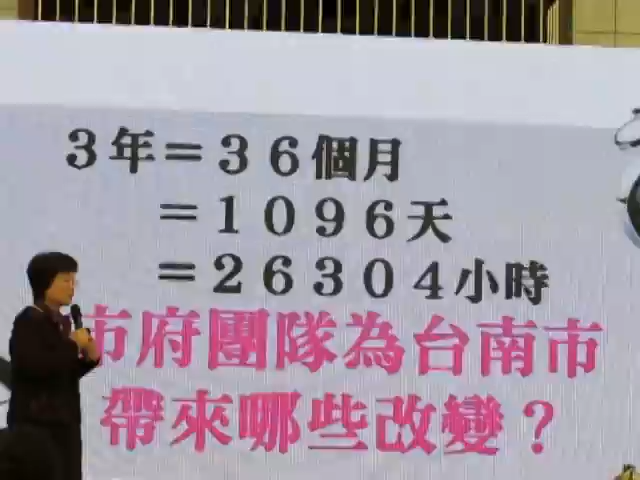 3年=36個月
=1096天
=26304小時
市府團隊為台南市
帶來哪些改變?